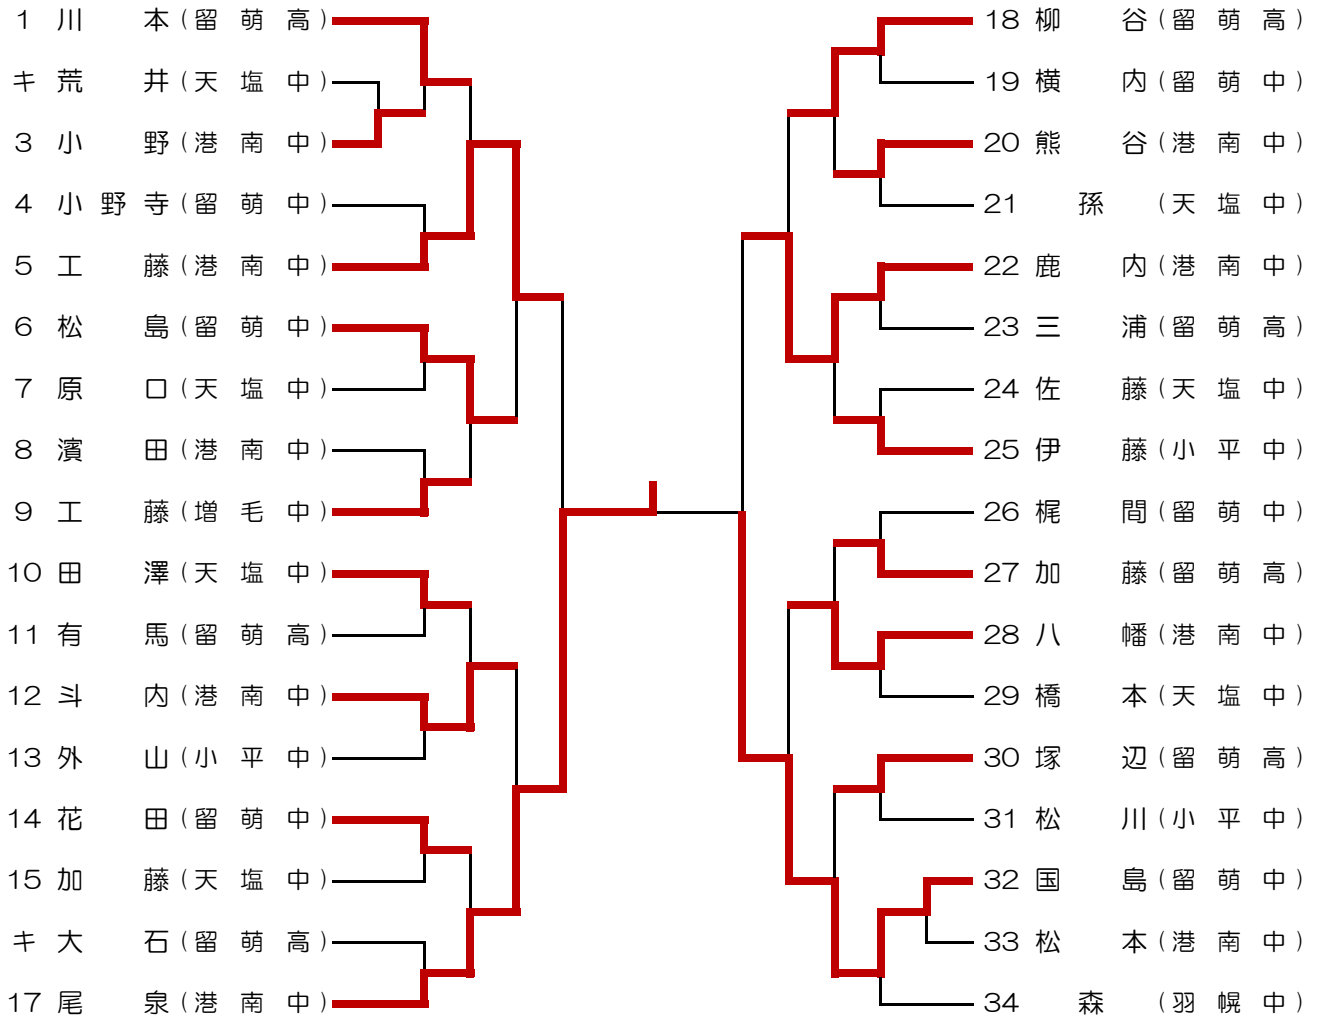 1 川本(留萌高)
キ 荒井(天塩中)
3 小野(港南中)
4 小野寺(留萌中)
5 工藤(港南中)
6 松島(留萌中)
7 原口(天塩中)
8 濱田(港南中)
9 工藤(増毛中)
10 田澤(天塩中)
11 有馬(留萌高)
12 斗内(港南中)
13 外山(小平中)
14 花田(留萌中)
15 加藤(天塩中)
キ 大石(留萌高)
17 尾泉(港南中)
18 柳谷(留萌高)
19 横内(留萌中)
20 熊谷(港南中)
21 孫(天塩中)
22 鹿内(港南中)
23 三浦(留萌高)
24 佐藤(天塩中)
25 伊藤(小平中)
26 梶間(留萌中)
27 加藤(留萌高)
28 八幡(港南中)
29 橋本(天塩中)
30 塚辺(留萌高)
31 松川(小平中)
32 国島(留萌中)
33 松本(港南中)
34 森(羽幌中)